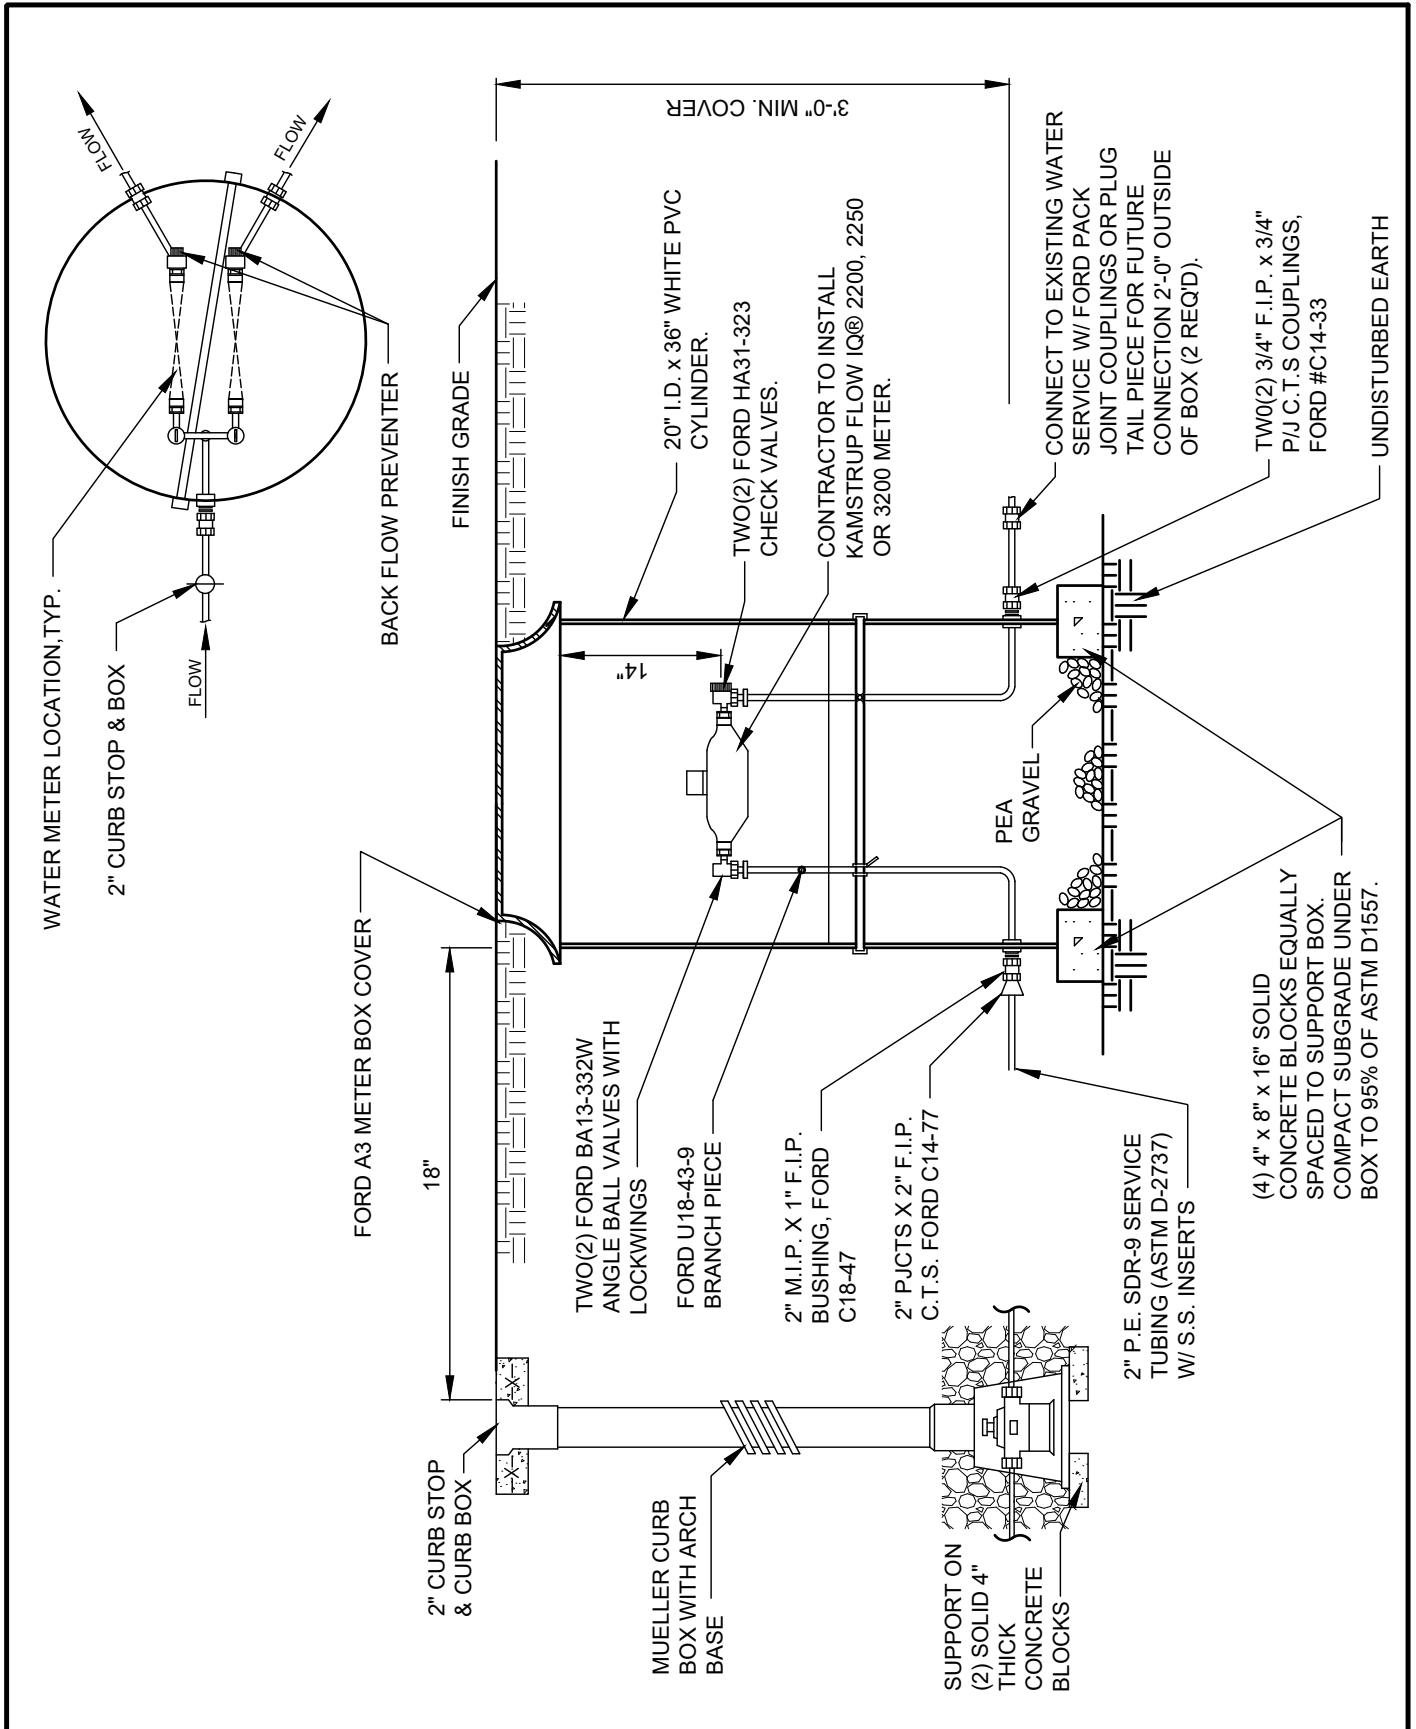 WATER METER LOCATION,TYP.
2" CURB STOP & BOX
FLOW
FLOW
FLOW
BACK FLOW PREVENTER
FINISH GRADE
3'-0" MIN. COVER
FORD A3 METER BOX COVER
18"
2" CURB STOP
& CURB BOX
20" I.D. x 36" WHITE PVC
CYLINDER.
14"
TWO(2) FORD HA31-323
CHECK VALVES.
CONTRACTOR TO INSTALL
KAMSTRUP FLOW IQ® 2200, 2250
OR 3200 METER.
TWO(2) FORD BA13-332W
ANGLE BALL VALVES WITH
LOCKWINGS
FORD U18-43-9
BRANCH PIECE
MUELLER CURB
BOX WITH ARCH
BASE
2" M.I.P. X 1" F.I.P.
BUSHING, FORD
C18-47
2" PJCTS X 2" F.I.P.
C.T.S. FORD C14-77
PEA
GRAVEL
CONNECT TO EXISTING WATER
SERVICE W/ FORD PACK
JOINT COUPLINGS OR PLUG
TAIL PIECE FOR FUTURE
CONNECTION 2'-0" OUTSIDE
OF BOX (2 REQ'D).
TW0(2) 3/4" F.I.P. x 3/4"
P/J C.T.S COUPLINGS,
FORD #C14-33
UNDISTURBED EARTH
SUPPORT ON
(2) SOLID 4"
THICK
CONCRETE
BLOCKS
2" P.E. SDR-9 SERVICE
TUBING (ASTM D-2737)
W/ S.S. INSERTS
(4) 4" x 8" x 16" SOLID
CONCRETE BLOCKS EQUALLY
SPACED TO SUPPORT BOX.
COMPACT SUBGRADE UNDER
BOX TO 95% OF ASTM D1557.